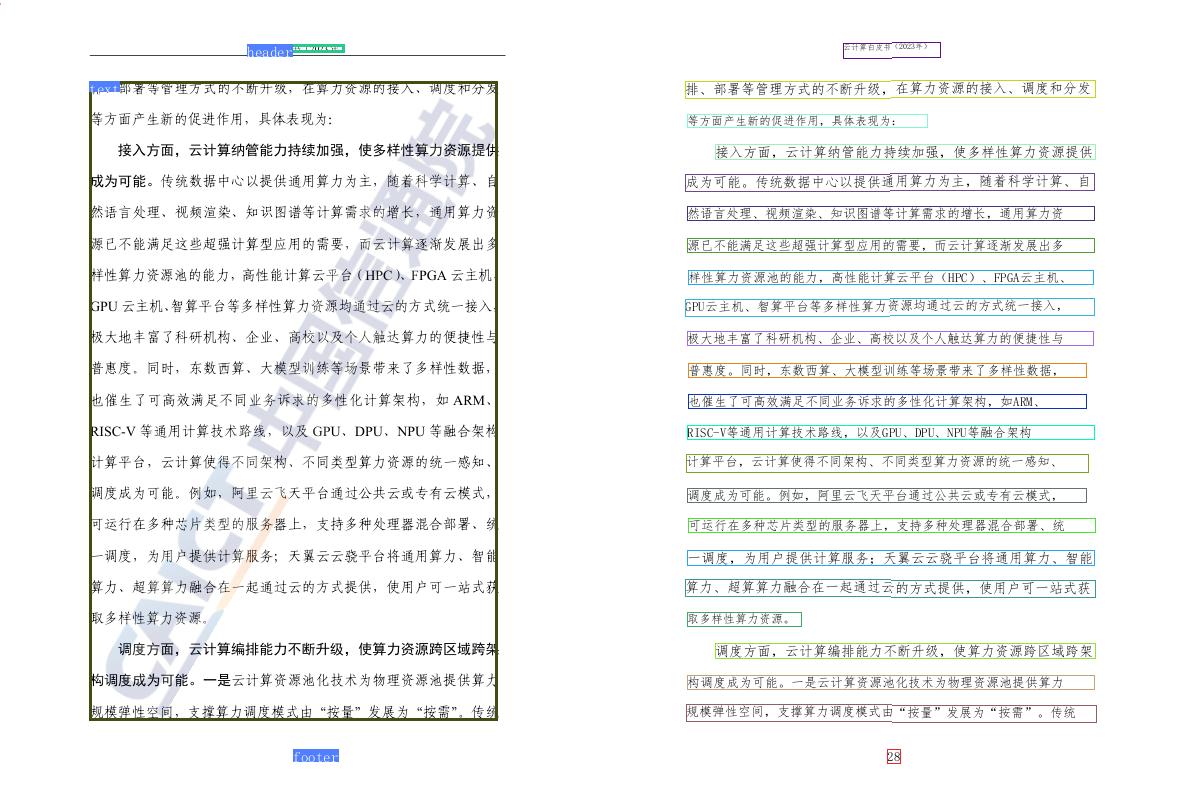 header
text部署等管理方式的不断升级，在算力资源的接入、调度和分发
等方面产生新的促进作用，具体表现为：
接入方面，云计算纳管能力持续加强，使多样性算力资源提供
成为可能。传统数据中心以提供通用算力为主，随着科学计算、自
然语言处理、视频渲染、知识图谱等计算需求的增长，通用算力资
源已不能满足这些超强计算型应用的需要，而云计算逐渐发展出多
样性算力资源池的能力，高性能计算云平台（HPC）、FPGA 云主机、
GPU 云主机、智算平台等多样性算力资源均通过云的方式统一接入，
极大地丰富了科研机构、企业、高校以及个人触达算力的便捷性与
普惠度。同时，东数西算、大模型训练等场景带来了多样性数据，
也催生了可高效满足不同业务诉求的多性化计算架构，如 ARM、
RISC-V 等通用计算技术路线，以及 GPU、DPU、NPU 等融合架构
计算平台，云计算使得不同架构、不同类型算力资源的统一感知、
调度成为可能。例如，阿里云飞天平台通过公共云或专有云模式，
可运行在多种芯片类型的服务器上，支持多种处理器混合部署、统
一调度，为用户提供计算服务；天翼云云骁平台将通用算力、智能
算力、超算算力融合在一起通过云的方式提供，使用户可一站式获
取多样性算力资源。
调度方面，云计算编排能力不断升级，使算力资源跨区域跨架
构调度成为可能。一是云计算资源池化技术为物理资源池提供算力
规模弹性空间，支撑算力调度模式由“按量”发展为“按需”。传统
footer
CAICT 中国信通院
云计算白皮书（2023年）
排、部署等管理方式的不断升级，在算力资源的接入、调度和分发
等方面产生新的促进作用，具体表现为：
接入方面，云计算纳管能力持续加强，使多样性算力资源提供
成为可能。传统数据中心以提供通用算力为主，随着科学计算、自
然语言处理、视频渲染、知识图谱等计算需求的增长，通用算力资
源已不能满足这些超强计算型应用的需要，而云计算逐渐发展出多
样性算力资源池的能力，高性能计算云平台（HPC）、FPGA云主机、
GPU云主机、智算平台等多样性算力资源均通过云的方式统一接入，
极大地丰富了科研机构、企业、高校以及个人触达算力的便捷性与
普惠度。同时，东数西算、大模型训练等场景带来了多样性数据，
也催生了可高效满足不同业务诉求的多性化计算架构，如ARM、
RISC-V等通用计算技术路线，以及GPU、DPU、NPU等融合架构
计算平台，云计算使得不同架构、不同类型算力资源的统一感知、
调度成为可能。例如，阿里云飞天平台通过公共云或专有云模式，
可运行在多种芯片类型的服务器上，支持多种处理器混合部署、统
一调度，为用户提供计算服务；天翼云云骁平台将通用算力、智能
算力、超算算力融合在一起通过云的方式提供，使用户可一站式获
取多样性算力资源。
调度方面，云计算编排能力不断升级，使算力资源跨区域跨架
构调度成为可能。一是云计算资源池化技术为物理资源池提供算力
规模弹性空间，支撑算力调度模式由“按量”发展为“按需”。传统
28